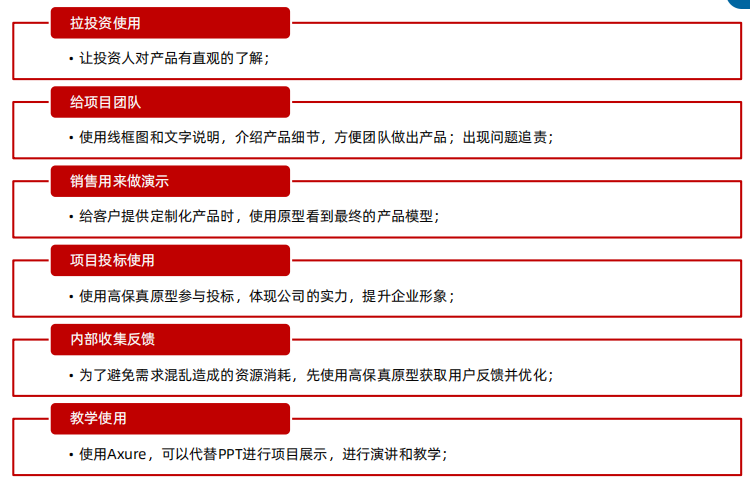 拉投资使用
• 让投资人对产品有直观的了解；
给项目团队
• 使用线框图和文字说明，介绍产品细节，方便团队做出产品；出现问题追责；
销售用来做演示
• 给客户提供定制化产品时，使用原型看到最终的产品模型；
项目投标使用
• 使用高保真原型参与投标，体现公司的实力，提升企业形象；
内部收集反馈
• 为了避免需求混乱造成的资源消耗，先使用高保真原型获取用户反馈并优化；
教学使用
• 使用Axure，可以代替PPT进行项目展示，进行演讲和教学；